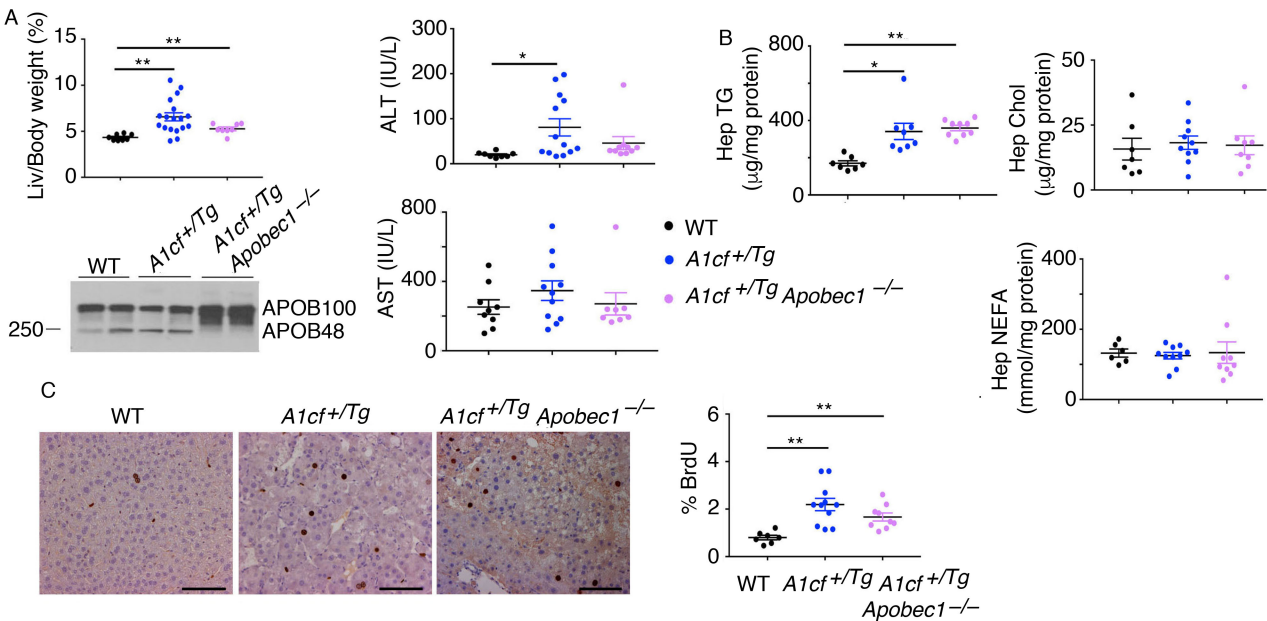 A
Liv/Body weight (%)
15
10
5
0
**
**
ALT (IU/L)
300
200
100
0
*
B
Hep TG
(µg/mg protein)
800
400
0
**
*
Hep Chol
(µg/mg protein)
50
25
0
WT
A1cf+/Tg
A1cf+/Tg
Apobec1−/−
APOB100
APOB48
250
AST (IU/L)
800
400
0
WT
A1cf+/Tg
A1cf +/Tg Apobec1 −/−
Hep NEFA
(mmol/mg protein)
400
200
0
C
WT
A1cf+/Tg
A1cf+/Tg Apobec1−/−
% BrdU
6
4
2
0
**
**
WT
A1cf+/Tg
A1cf+/Tg
Apobec1−/−